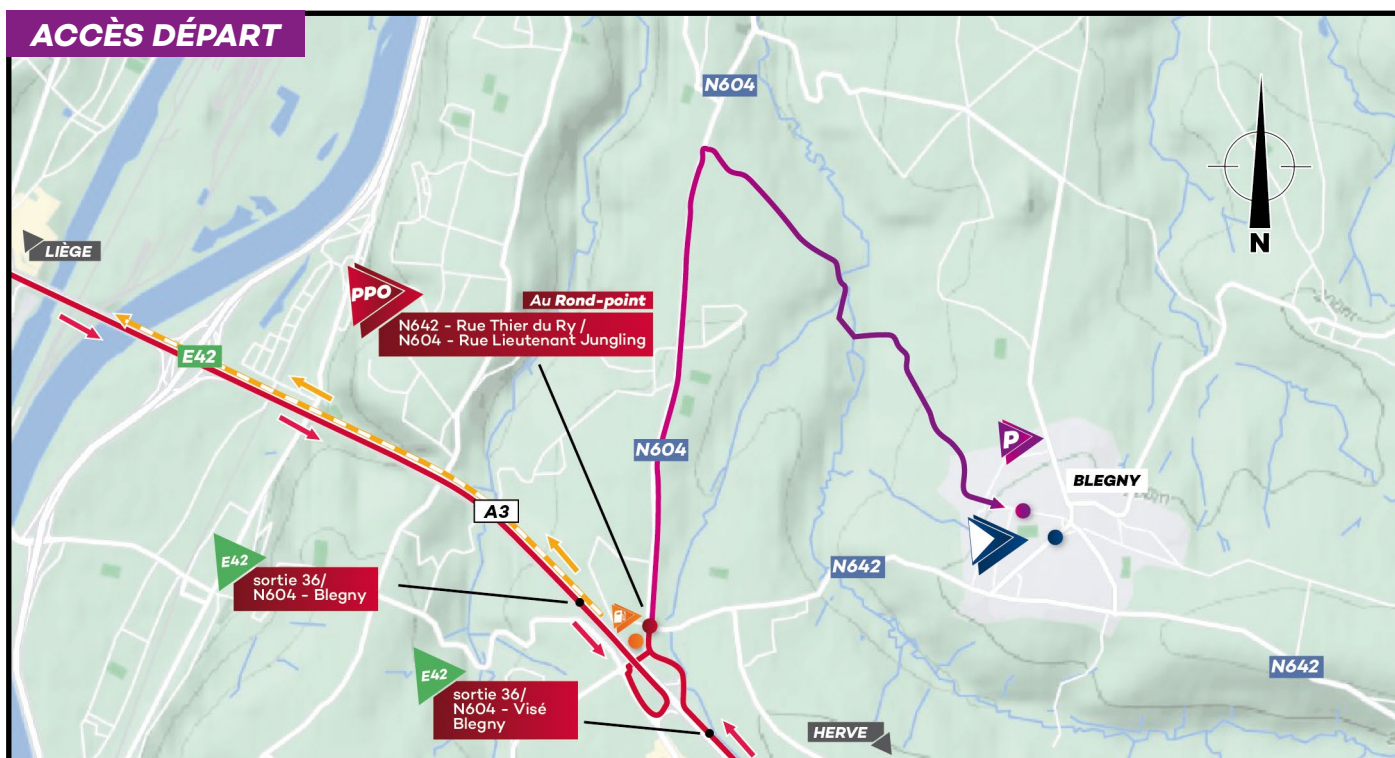 ACCÈS DÉPART
N604
N
LIÈGE
PPO
Au Rond-point
N642 - Rue Thier du Ry /
N604 - Rue Lieutenant Jungling
E42
N604
P
BLEGNY
A3
E42
sortie 36/
N604 - Blegny
N642
E42
sortie 36/
N604 - Visé
Blegny
N642
HERVE